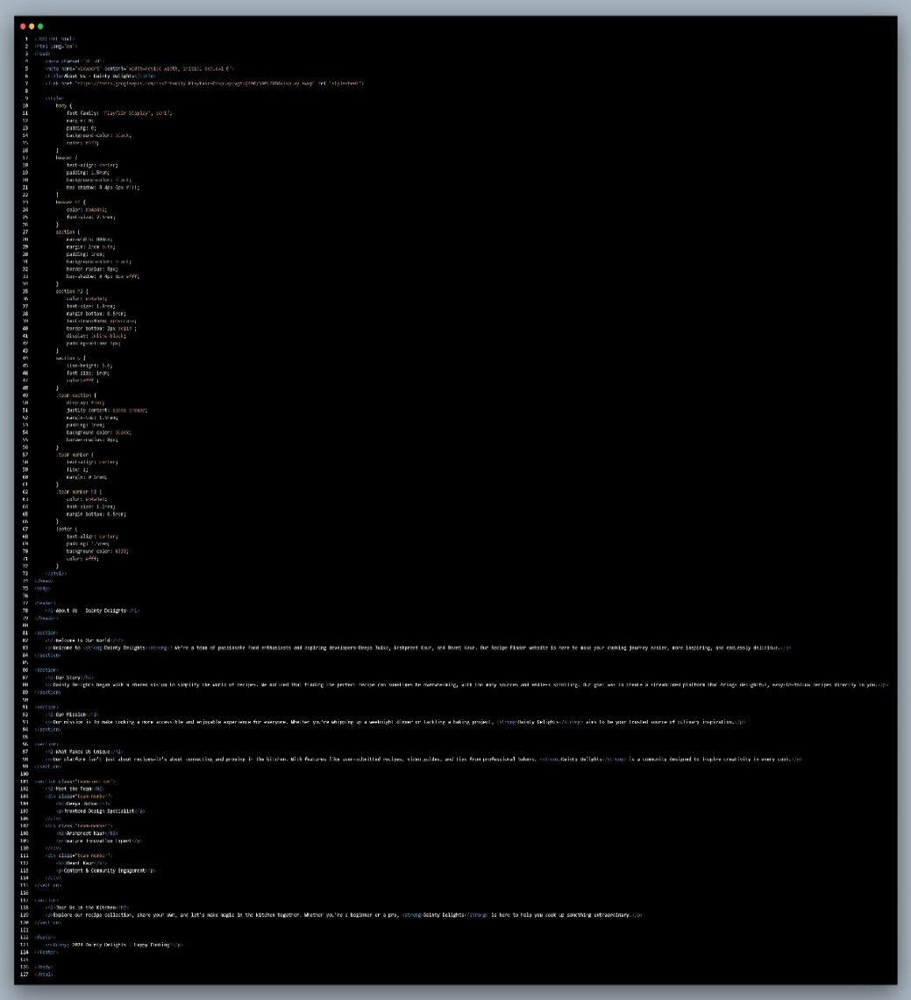 1 <!DOCTYPE html>
2 <html lang="en">
3 <head>
4 <meta charset="UTF-8">
5 <meta name="viewport" content="width=device-width, initial-scale=1.0">
6 <title>About Us - Dainty Delights</title>
7 <link href="https://fonts.googleapis.com/css2?family=Playfair+Display:wght@400;500;700&display=swap" rel="stylesheet">
8
9 <style>
10 body {
11 font-family: "Playfair Display", serif;
12 margin: 0;
13 padding: 0;
14 background-color: black;
15 color: #fff;
16 }
17 header {
18 text-align: center;
19 padding: 1.5rem;
20 background-color: black;
21 box-shadow: 0 4px 6px #fff;
22 }
23 header h1 {
24 color:
25 font-size: 2.5rem;
26 }
27 section {
28 max-width: 800px;
29 margin: 2rem auto;
30 padding: 1rem;
31 background-color: black;
32 border-radius: 8px;
33 box-shadow: 0 4px 8px #fff;
34 }
35 section h2 {
36 color:
37 font-size: 1.8rem;
38 margin-bottom: 0.5rem;
39 text-transform: uppercase;
40 border-bottom: 2px solid ;
41 display: inline-block;
42 padding-bottom: 5px;
43 }
44 section p {
45 line-height: 1.6;
46 font-size: 1rem;
47 color:#fff ;
48 }
49 .team-section {
50 display: flex;
51 justify-content: space-around;
52 margin-top: 1.5rem;
53 padding: 1rem;
54 background-color: black;
55 border-radius: 8px;
56 }
57 .team-member {
58 text-align: center;
59 flex: 1;
60 margin: 0 1rem;
61 }
62 .team-member h3 {
63 color:
64 font-size: 1.2rem;
65 margin-bottom: 0.5rem;
66 }
67 footer {
68 text-align: center;
69 padding: 1.5rem;
70 background-color: #333;
71 color: #fff;
72 }
73 </style>
74 </head>
75 <body>
76
77 <header>
78 <h1>About Us - Dainty Delights</h1>
79 </header>
80
81 <section>
82 <h2>Welcome to Our World</h2>
83 <p>Welcome to <strong>Dainty Delights</strong>! We're a team of passionate food enthusiasts and aspiring developers-Deeya Julka, Arshpreet Kaur, and Beant Kaur. Our Recipe Finder website is here to make your cooking journey easier, more inspiring, and endlessly delicious.</p>
84 </section>
85
86 <section>
87 <h2>Our Story</h2>
88 <p>Dainty Delights began with a shared vision to simplify the world of recipes. We noticed that finding the perfect recipe can sometimes be overwhelming, with too many sources and endless scrolling. Our goal was to create a streamlined platform that brings delightful, easy-to-follow recipes directly to you.</p>
89 </section>
90
91 <section>
92 <h2>Our Mission</h2>
93 <p>Our mission is to make cooking a more accessible and enjoyable experience for everyone. Whether you're whipping up a weeknight dinner or tackling a baking project, <strong>Dainty Delights</strong> aims to be your trusted source of culinary inspiration.</p>
94 </section>
95
96 <section>
97 <h2>What Makes Us Unique</h2>
98 <p>Our platform isn't just about recipes-it's about connecting and growing in the kitchen. With features like user-submitted recipes, video guides, and tips from professional bakers, <strong>Dainty Delights</strong> is a community designed to inspire creativity in every cook.</p>
99 </section>
100
101 <section class="team-section">
102 <h2>Meet the Team</h2>
103 <div class="team-member">
104 <h3>Deeya Julka</h3>
105 <p>Frontend Design Specialist</p>
106 </div>
107 <div class="team-member">
108 <h3>Arshpreet Kaur</h3>
109 <p>Feature Innovation Expert</p>
110 </div>
111 <div class="team-member">
112 <h3>Beant Kaur</h3>
113 <p>Content & Community Engagement</p>
114 </div>
115 </section>
116
117 <section>
118 <h2>Join Us in the Kitchen</h2>
119 <p>Explore our recipe collection, share your own, and let's make magic in the kitchen together. Whether you're a beginner or a pro, <strong>Dainty Delights</strong> is here to help you cook up something extraordinary.</p>
120 </section>
121
122 <footer>
123 <p>&copy; 2024 Dainty Delights | Happy Cooking!</p>
124 </footer>
125
126 </body>
127 </html>